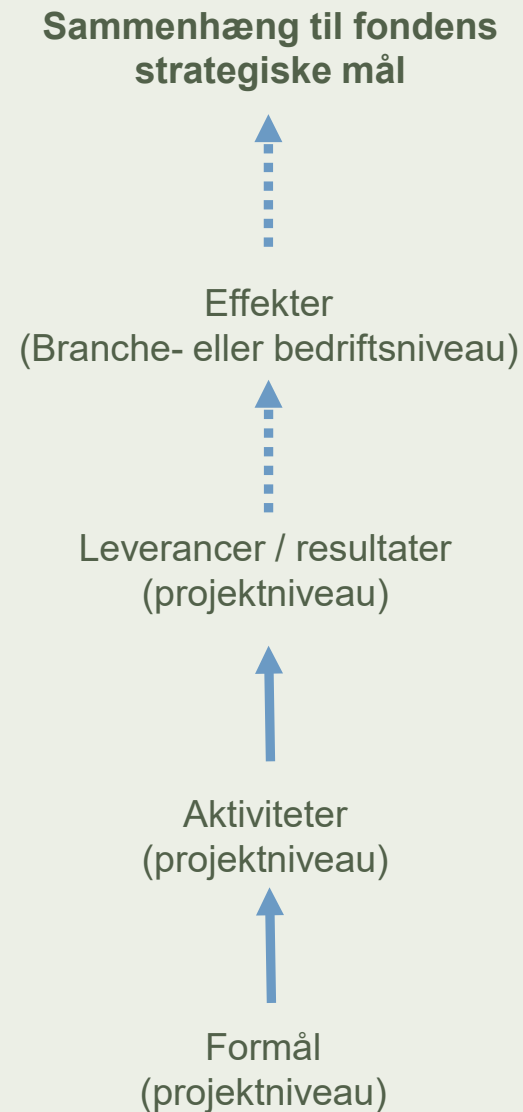 Sammenhæng til fondens
strategiske mål
Effekter
(Branche- eller bedriftsniveau)
Leverancer / resultater
(projektniveau)
Aktiviteter
(projektniveau)
Formål
(projektniveau)